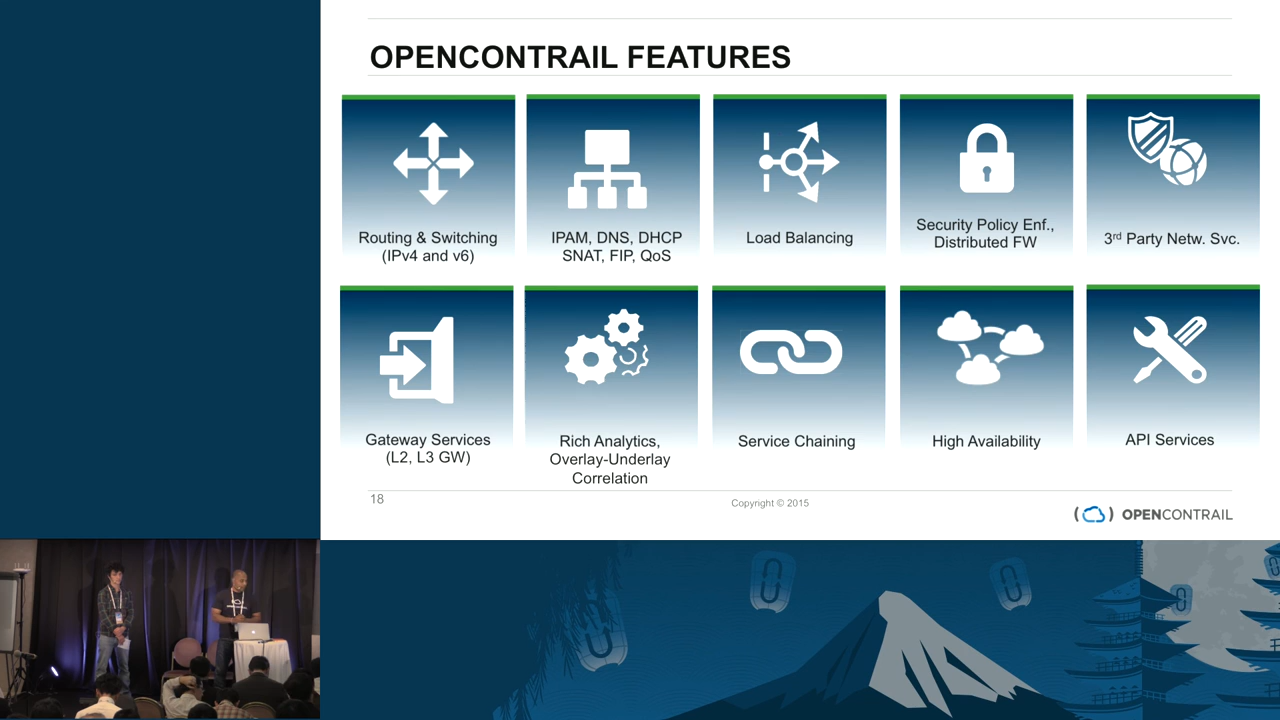 OPENCONTRAIL FEATURES
Routing & Switching
(IPv4 and v6)
IPAM, DNS, DHCP
SNAT, FIP, QoS
Load Balancing
Security Policy Enf.,
Distributed FW
3rd Party Netw. Svc.
Gateway Services
(L2, L3 GW)
Rich Analytics,
Overlay-Underlay
Correlation
Service Chaining
High Availability
API Services
18
Copyright © 2015
OPENCONTRAIL